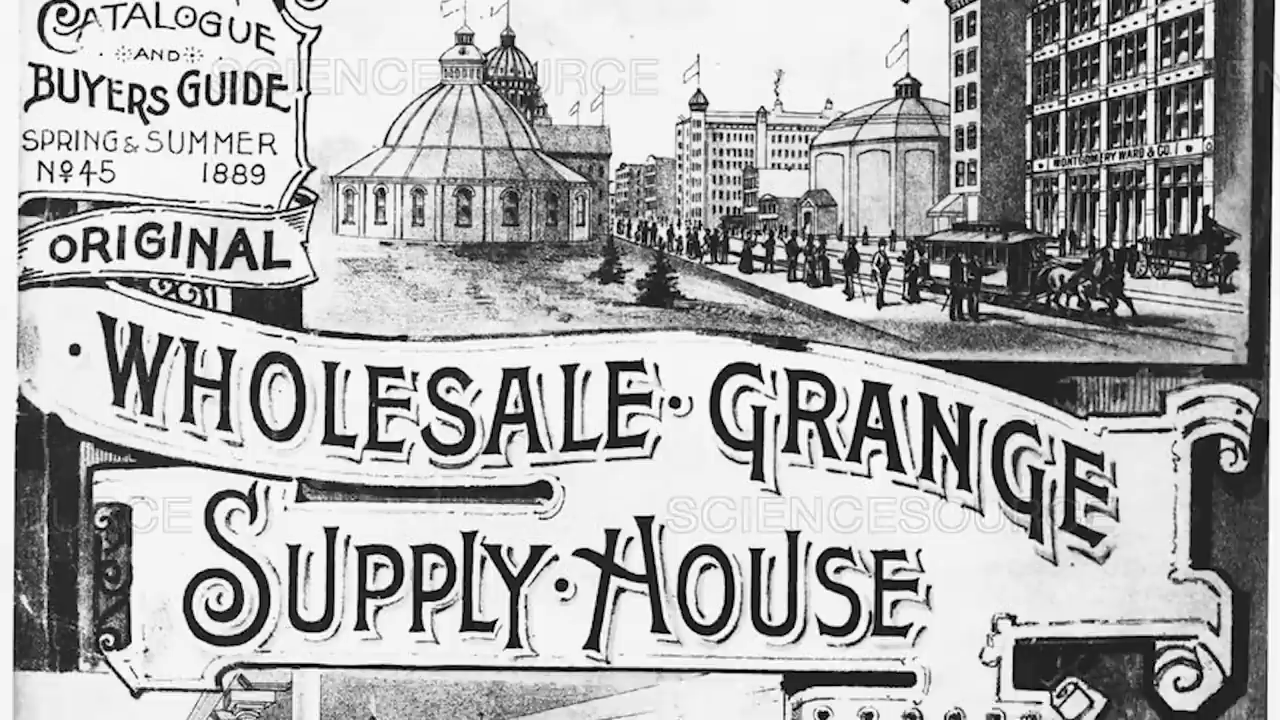 CATALOGUE
AND
BUYERS GUIDE
SPRING & SUMMER
Nº 45 1889
ORIGINAL
MONTGOMERY WARD & CO.
· WHOLESALE · GRANGE
SUPPLY · HOUSE
SCIENCESOURCE
SCIENCESOURCE